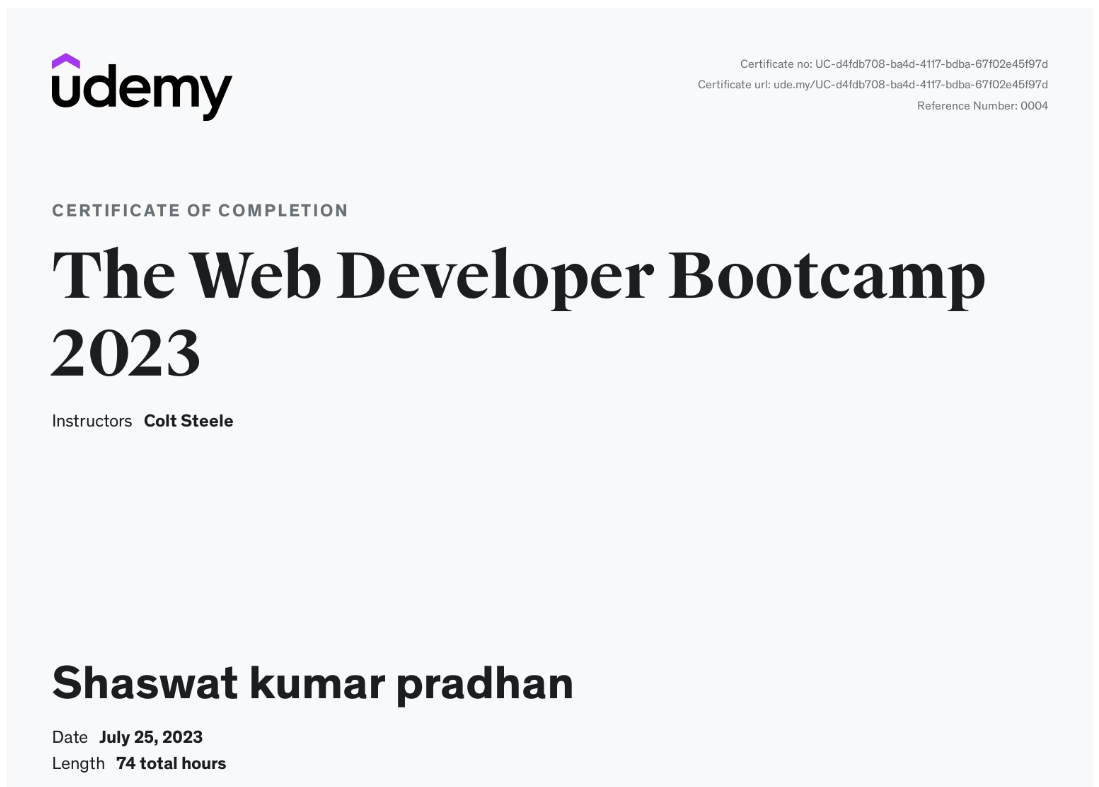 udemy
Certificate no: UC-d4fdb708-ba4d-4117-bdba-67f02e45f97d
Certificate url: ude.my/UC-d4fdb708-ba4d-4117-bdba-67f02e45f97d
Reference Number: 0004
CERTIFICATE OF COMPLETION
The Web Developer Bootcamp
2023
Instructors Colt Steele
Shaswat kumar pradhan
Date July 25, 2023
Length 74 total hours